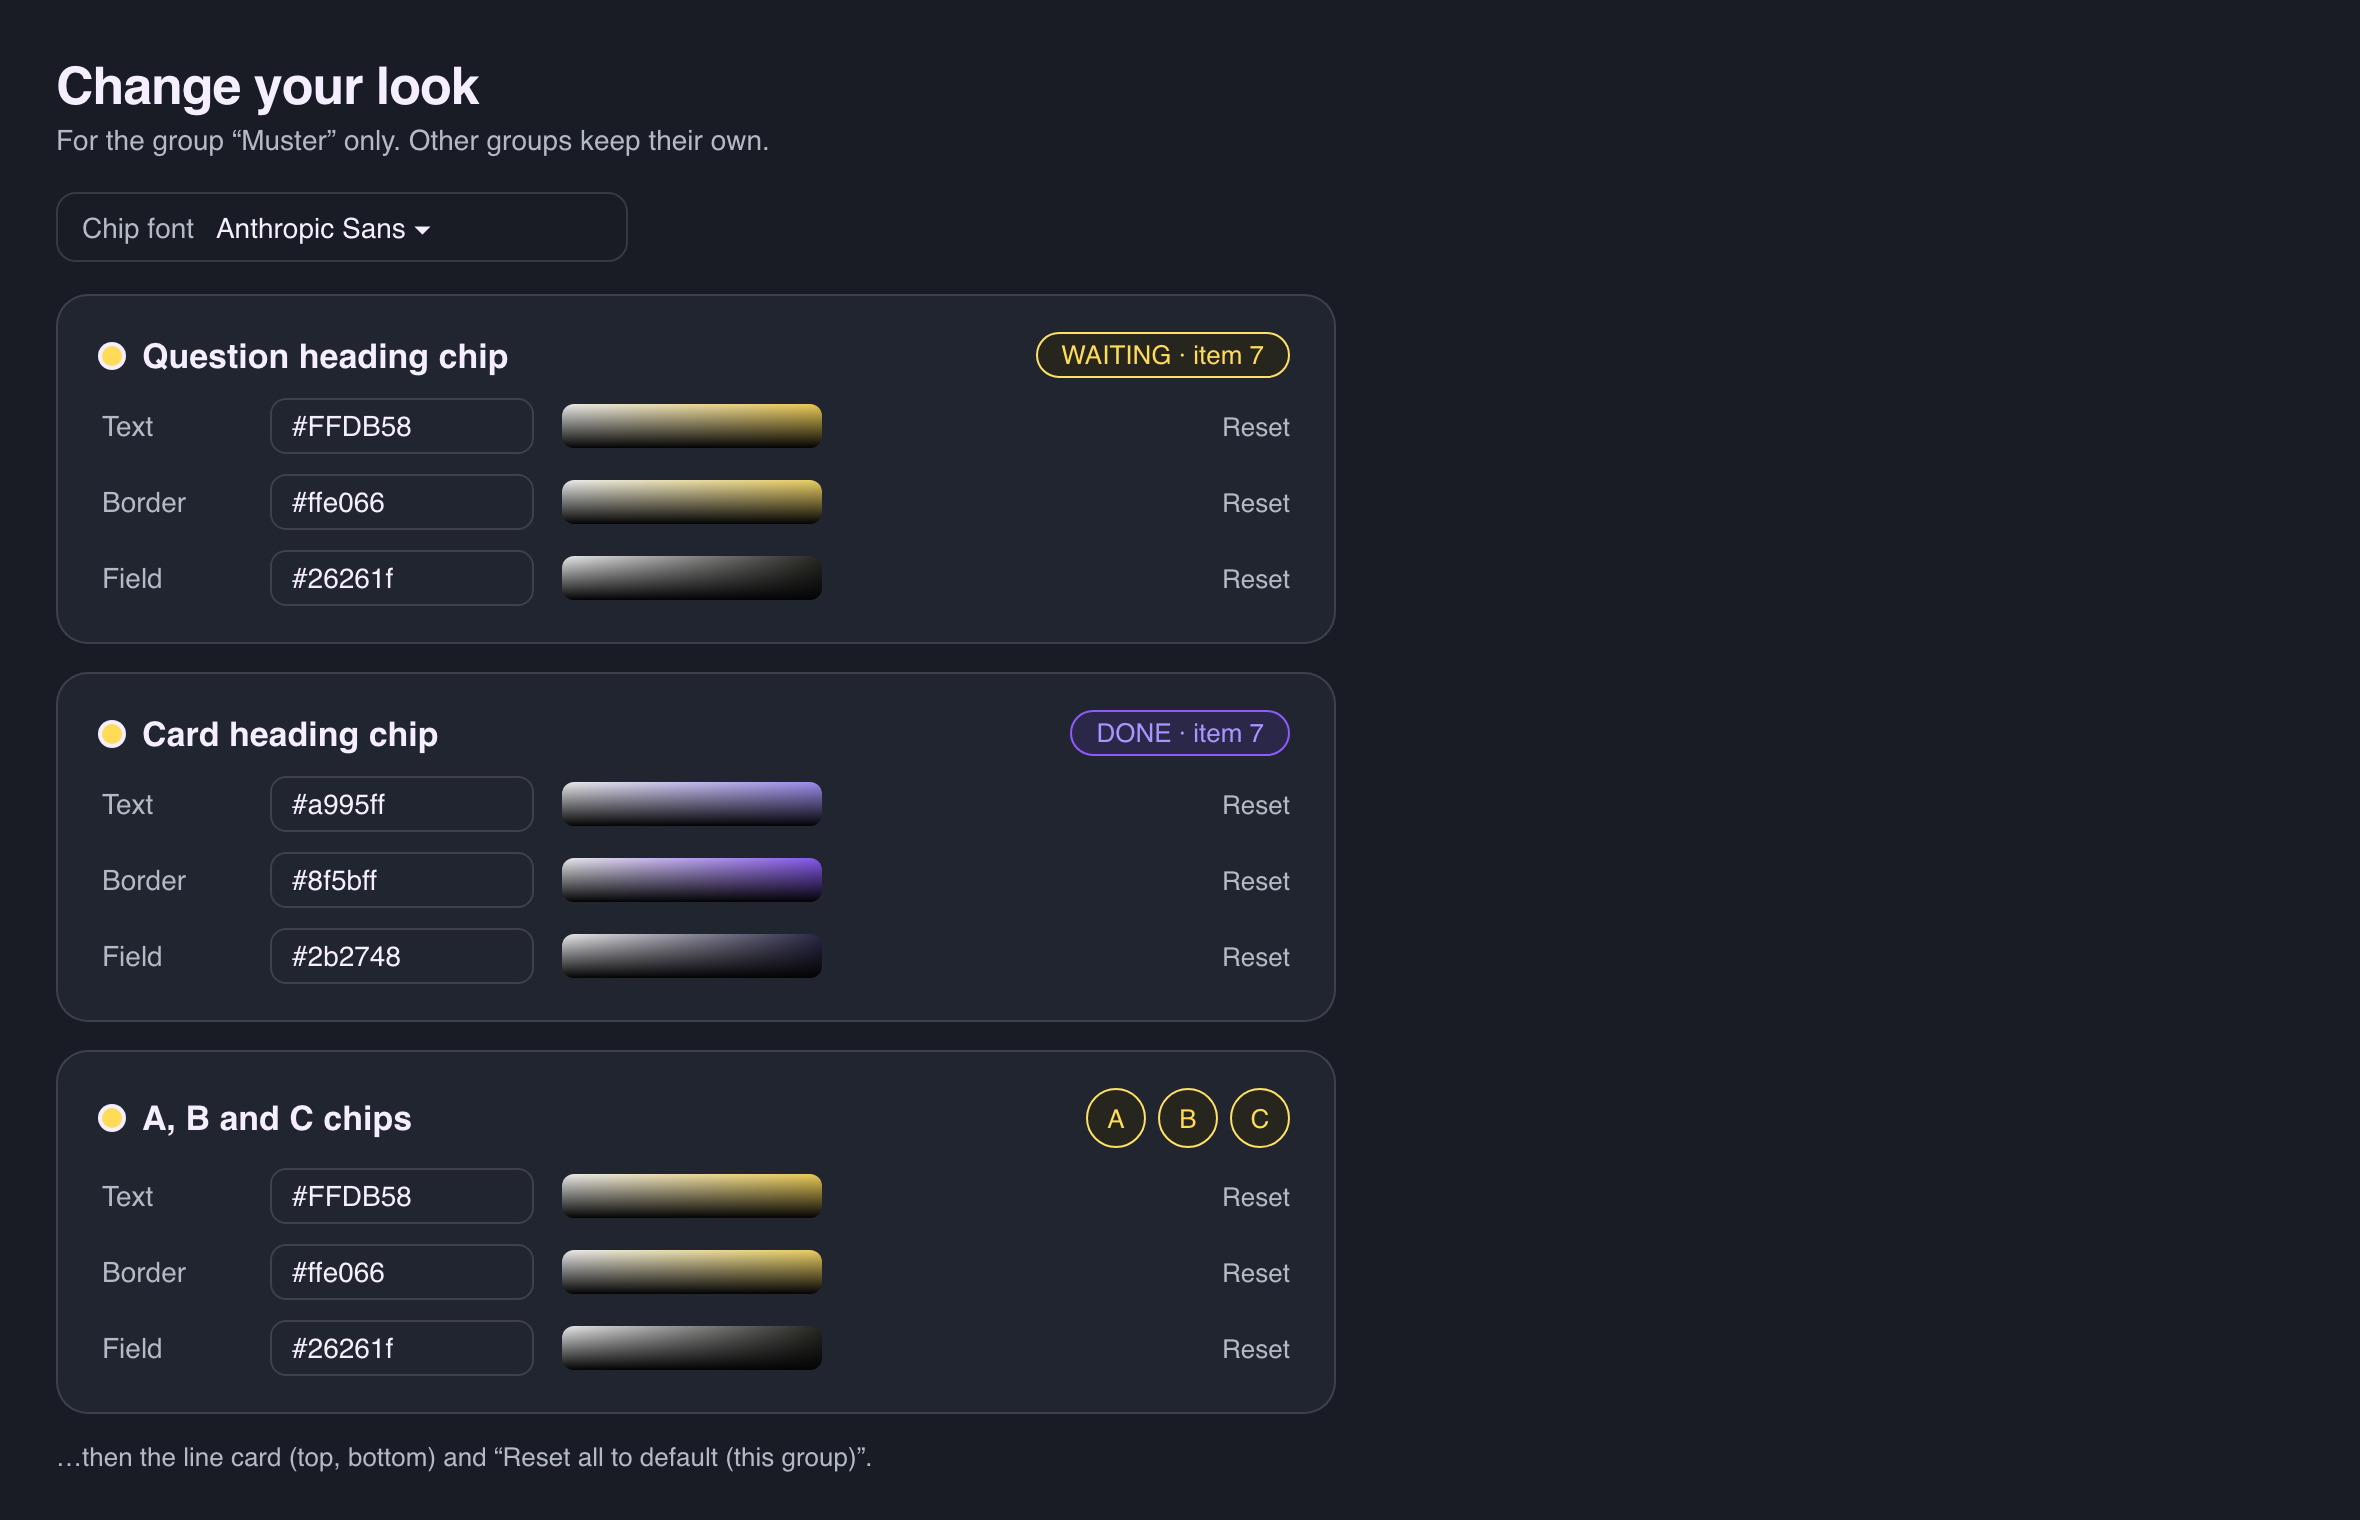 Change your look
For the group “Muster” only. Other groups keep their own.
Chip font Anthropic Sans
Question heading chip WAITING · item 7
Text #FFDB58 Reset
Border #ffe066 Reset
Field #26261f Reset
Card heading chip DONE · item 7
Text #a995ff Reset
Border #8f5bff Reset
Field #2b2748 Reset
A, B and C chips A B C
Text #FFDB58 Reset
Border #ffe066 Reset
Field #26261f Reset
…then the line card (top, bottom) and “Reset all to default (this group)”.